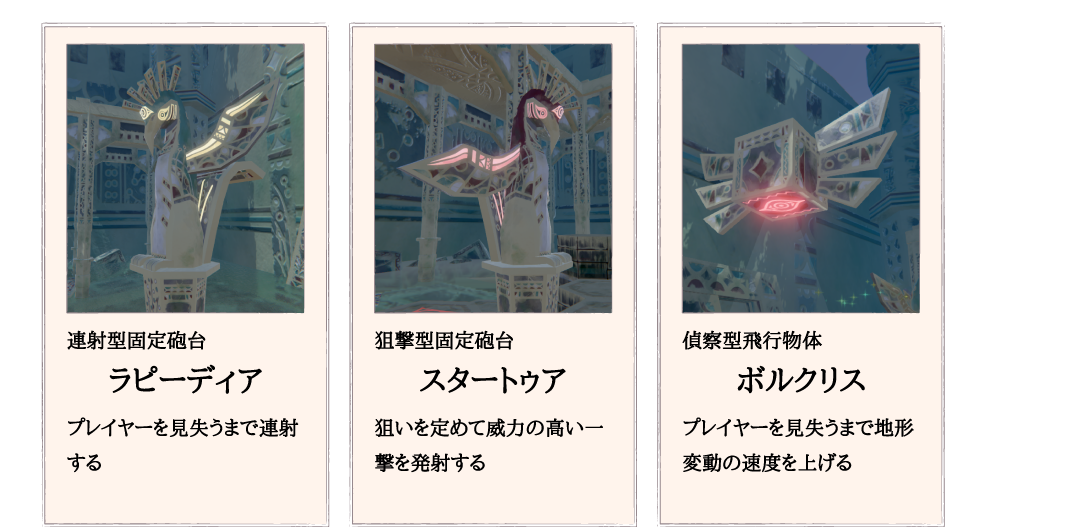 連射型固定砲台
ラピーディア
プレイヤーを見失うまで連射
する
狙撃型固定砲台
スタートゥア
狙いを定めて威力の高い一
撃を発射する
偵察型飛行物体
ボルクリス
プレイヤーを見失うまで地形
変動の速度を上げる